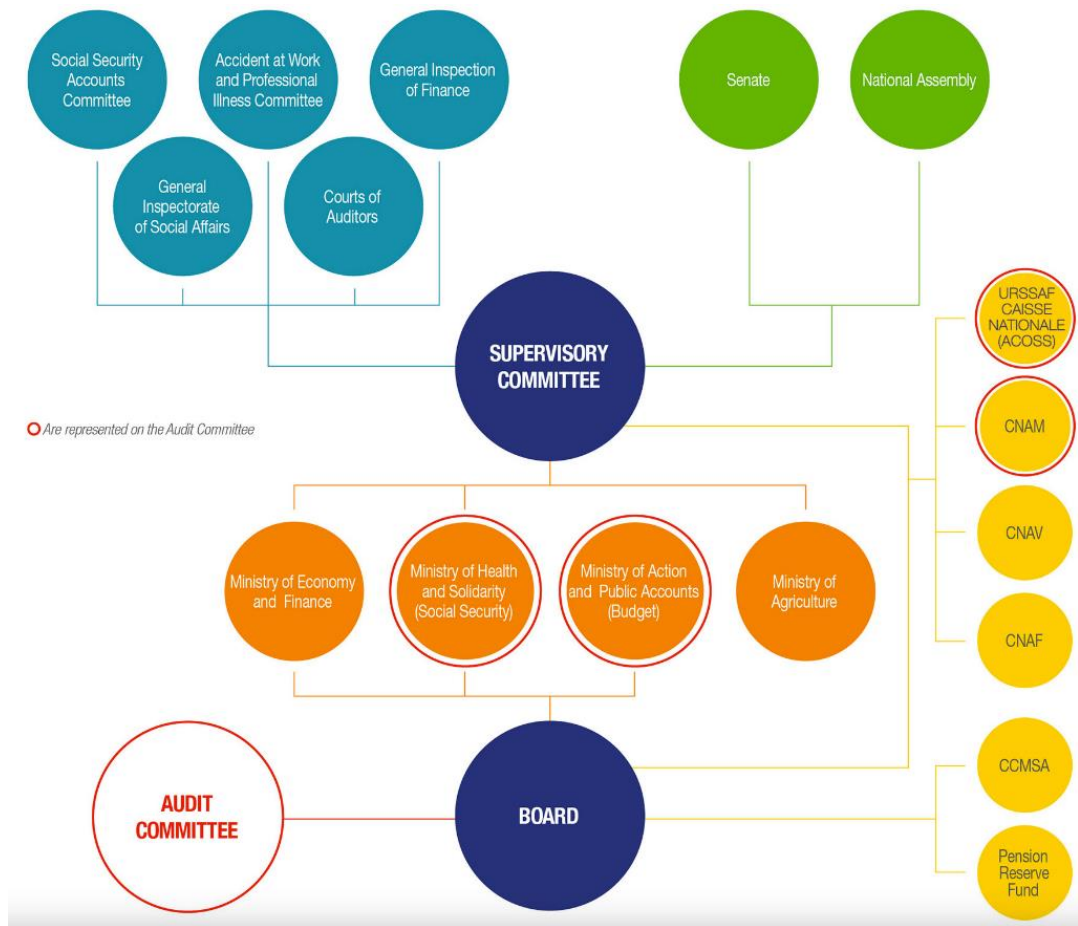 Social Security
Accounts
Committee
Accident at Work
and Professional
Illness Committee
General Inspection
of Finance
General
Inspectorate
of Social Affairs
Courts of
Auditors
Senate
National Assembly
SUPERVISORY
COMMITTEE
URSSAF
CAISSE
NATIONALE
(ACOSS)
CNAM
CNAV
CNAF
Are represented on the Audit Committee
Ministry of Economy
and Finance
Ministry of Health
and Solidarity
(Social Security)
Ministry of Action
and Public Accounts
(Budget)
Ministry of
Agriculture
AUDIT
COMMITTEE
BOARD
CCMSA
Pension
Reserve
Fund